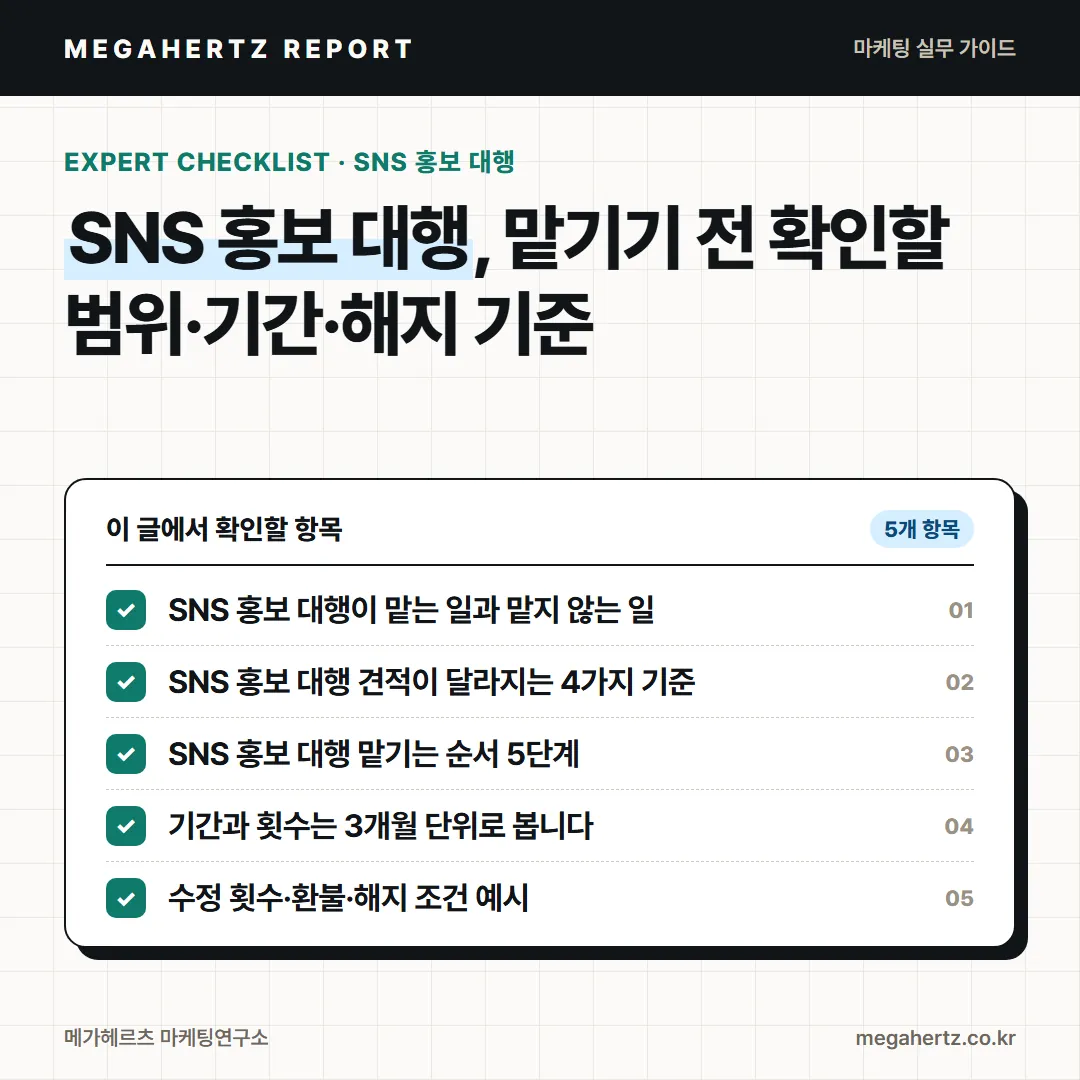 MEGAHERTZ REPORT
마케팅 실무 가이드
EXPERT CHECKLIST · SNS 홍보 대행
SNS 홍보 대행, 맡기기 전 확인할
범위·기간·해지 기준
이 글에서 확인할 항목
5개 항목
SNS 홍보 대행이 맡는 일과 맡지 않는 일
01
SNS 홍보 대행 견적이 달라지는 4가지 기준
02
SNS 홍보 대행 맡기는 순서 5단계
03
기간과 횟수는 3개월 단위로 봅니다
04
수정 횟수·환불·해지 조건 예시
05
메가헤르츠 마케팅연구소
megahertz.co.kr